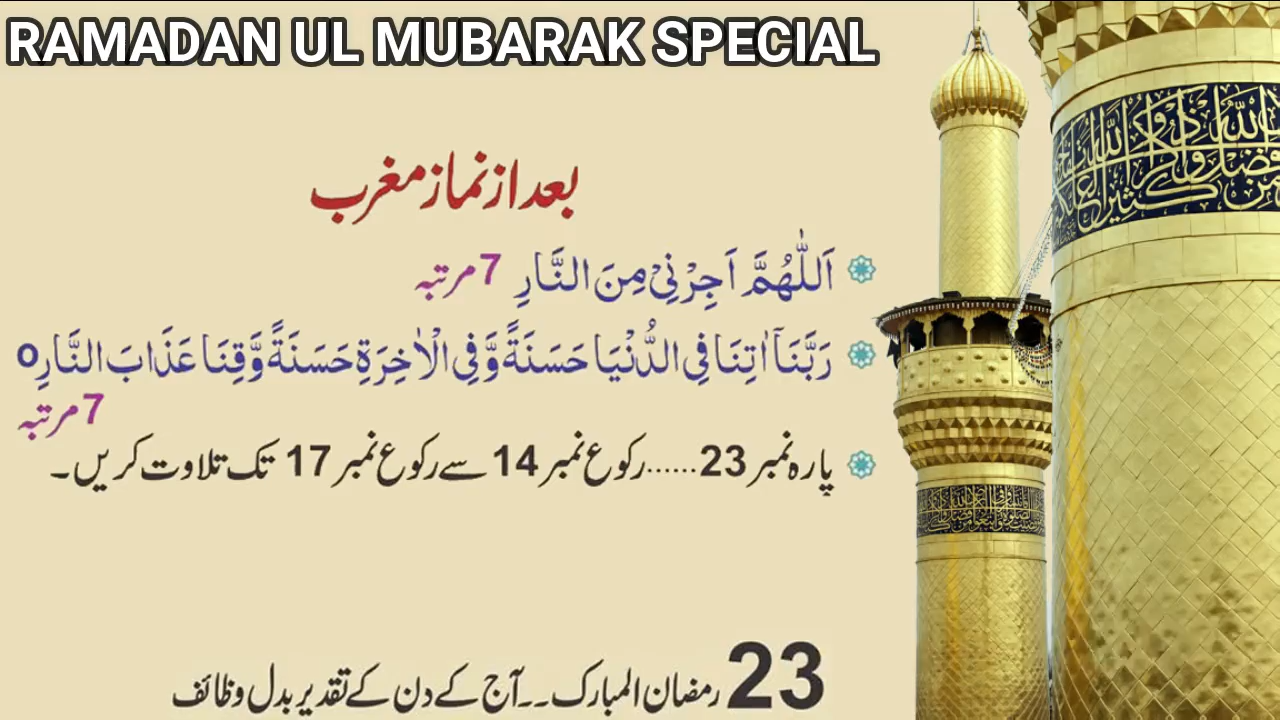 RAMADAN UL MUBARAK SPECIAL
بعد از نماز مغرب
اَللّٰهُمَّ اَجِرْنِیْ مِنَ النَّارِ 7 مرتبہ
رَبَّنَآ اٰتِنَا فِی الدُّنْیَا حَسَنَةً وَّفِی الْاٰخِرَةِ حَسَنَةً وَّقِنَا عَذَابَ النَّارِo
7 مرتبہ
پارہ نمبر 23......رکوع نمبر 14 سے رکوع نمبر 17 تک تلاوت کریں۔
23 رمضان المبارک۔۔آج کے دن کے تقدیر بدل وظائف